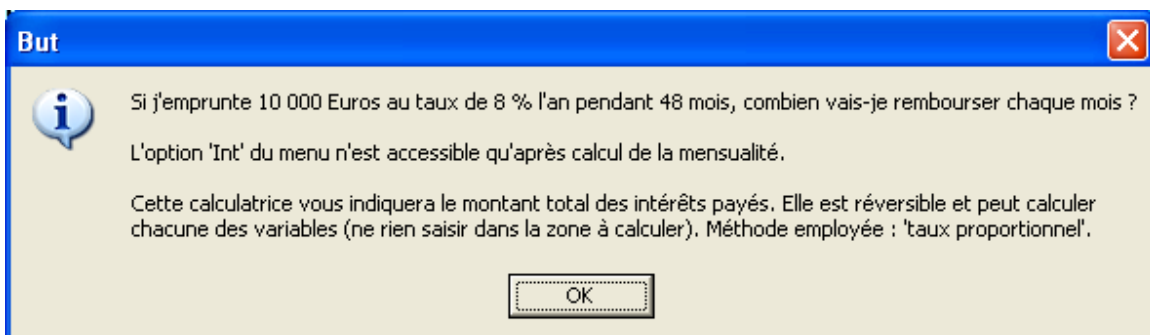 But
Si j'emprunte 10 000 Euros au taux de 8 % l'an pendant 48 mois, combien vais-je rembourser chaque mois ?
L'option 'Int' du menu n'est accessible qu'après calcul de la mensualité.
Cette calculatrice vous indiquera le montant total des intérêts payés. Elle est réversible et peut calculer
chacune des variables (ne rien saisir dans la zone à calculer). Méthode employée : 'taux proportionnel'.
OK